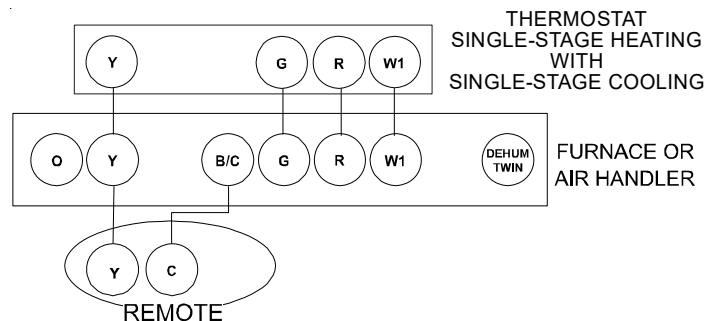 THERMOSTAT
SINGLE-STAGE HEATING
WITH
SINGLE-STAGE COOLING
Y G R W1
O Y B/C G R W1 DEHUM
TWIN
FURNACE OR
AIR HANDLER
Y C
REMOTE